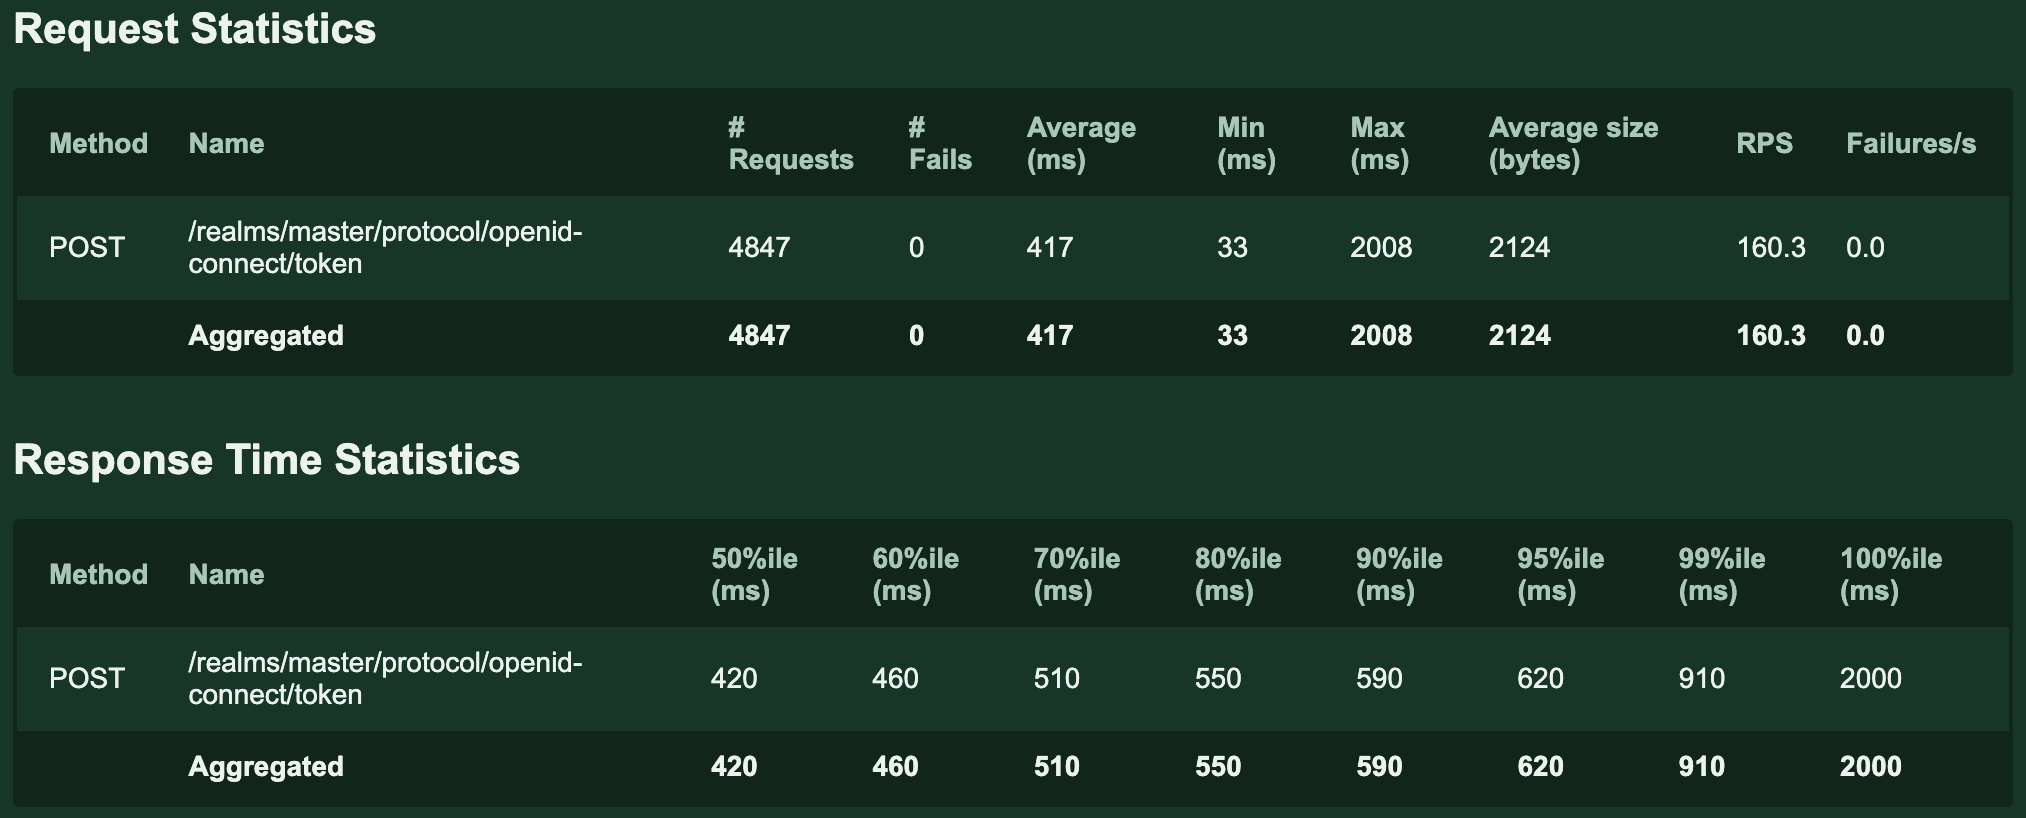 Request Statistics
Method Name # Requests # Fails Average (ms) Min (ms) Max (ms) Average size (bytes) RPS Failures/s
POST /realms/master/protocol/openid-connect/token 4847 0 417 33 2008 2124 160.3 0.0
Aggregated 4847 0 417 33 2008 2124 160.3 0.0
Response Time Statistics
Method Name 50%ile (ms) 60%ile (ms) 70%ile (ms) 80%ile (ms) 90%ile (ms) 95%ile (ms) 99%ile (ms) 100%ile (ms)
POST /realms/master/protocol/openid-connect/token 420 460 510 550 590 620 910 2000
Aggregated 420 460 510 550 590 620 910 2000